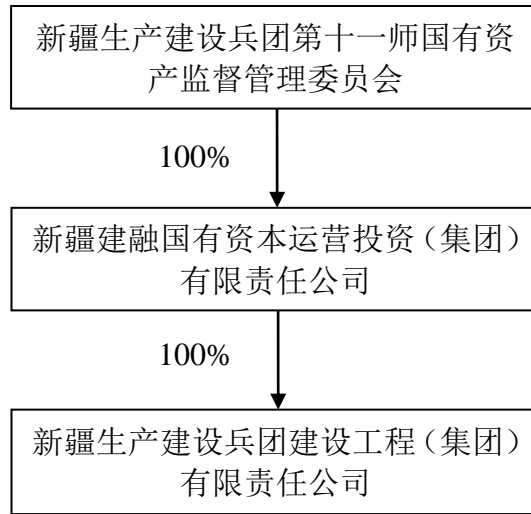 新疆生产建设兵团第十一师国有资
产监督管理委员会
100%
新疆建融国有资本运营投资（集团）
有限责任公司
100%
新疆生产建设兵团建设工程（集团）
有限责任公司